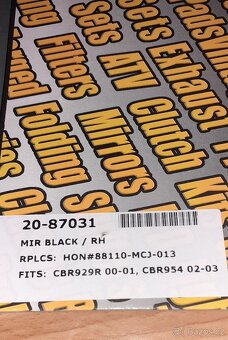 Filters
Folding
Sets
ATV
Mirrors
Exhaust
Clutch
Sets
20-87031
MIR BLACK / RH
RPLCS: HON#88110-MCJ-013
FITS: CBR929R 00-01, CBR954 02-03